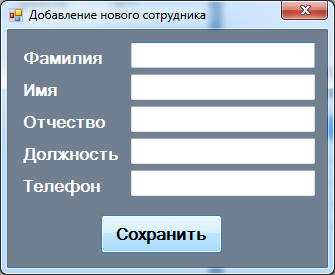 Добавление нового сотрудника
Фамилия
Имя
Отчество
Должность
Телефон
Сохранить